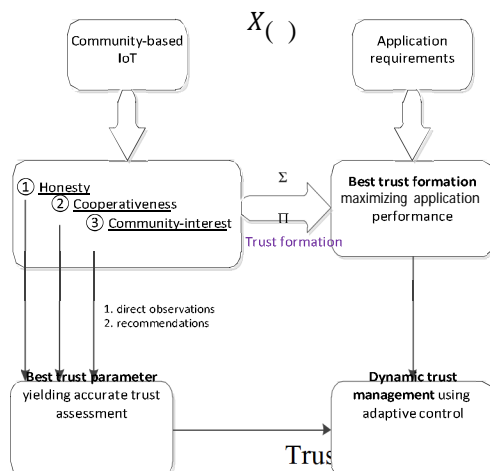 X( )
Community-based
IoT
Application
requirements
① Honesty
② Cooperativeness
③ Community-interest
Σ
Π
Trust formation
Best trust formation
maximizing application
performance
1. direct observations
2. recommendations
Best trust parameter
yielding accurate trust
assessment
Dynamic trust
management using
adaptive control